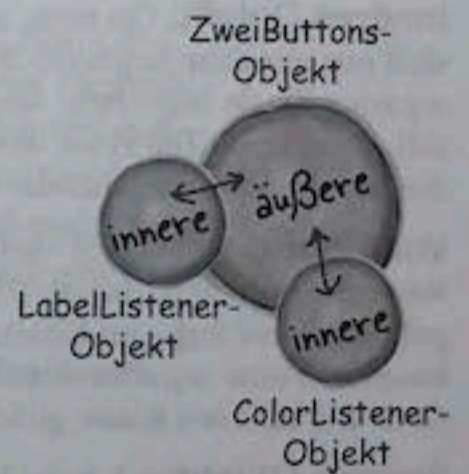 ZweiButtons-
Objekt
äußere
innere
LabelListener-
Objekt
innere
ColorListener-
Objekt